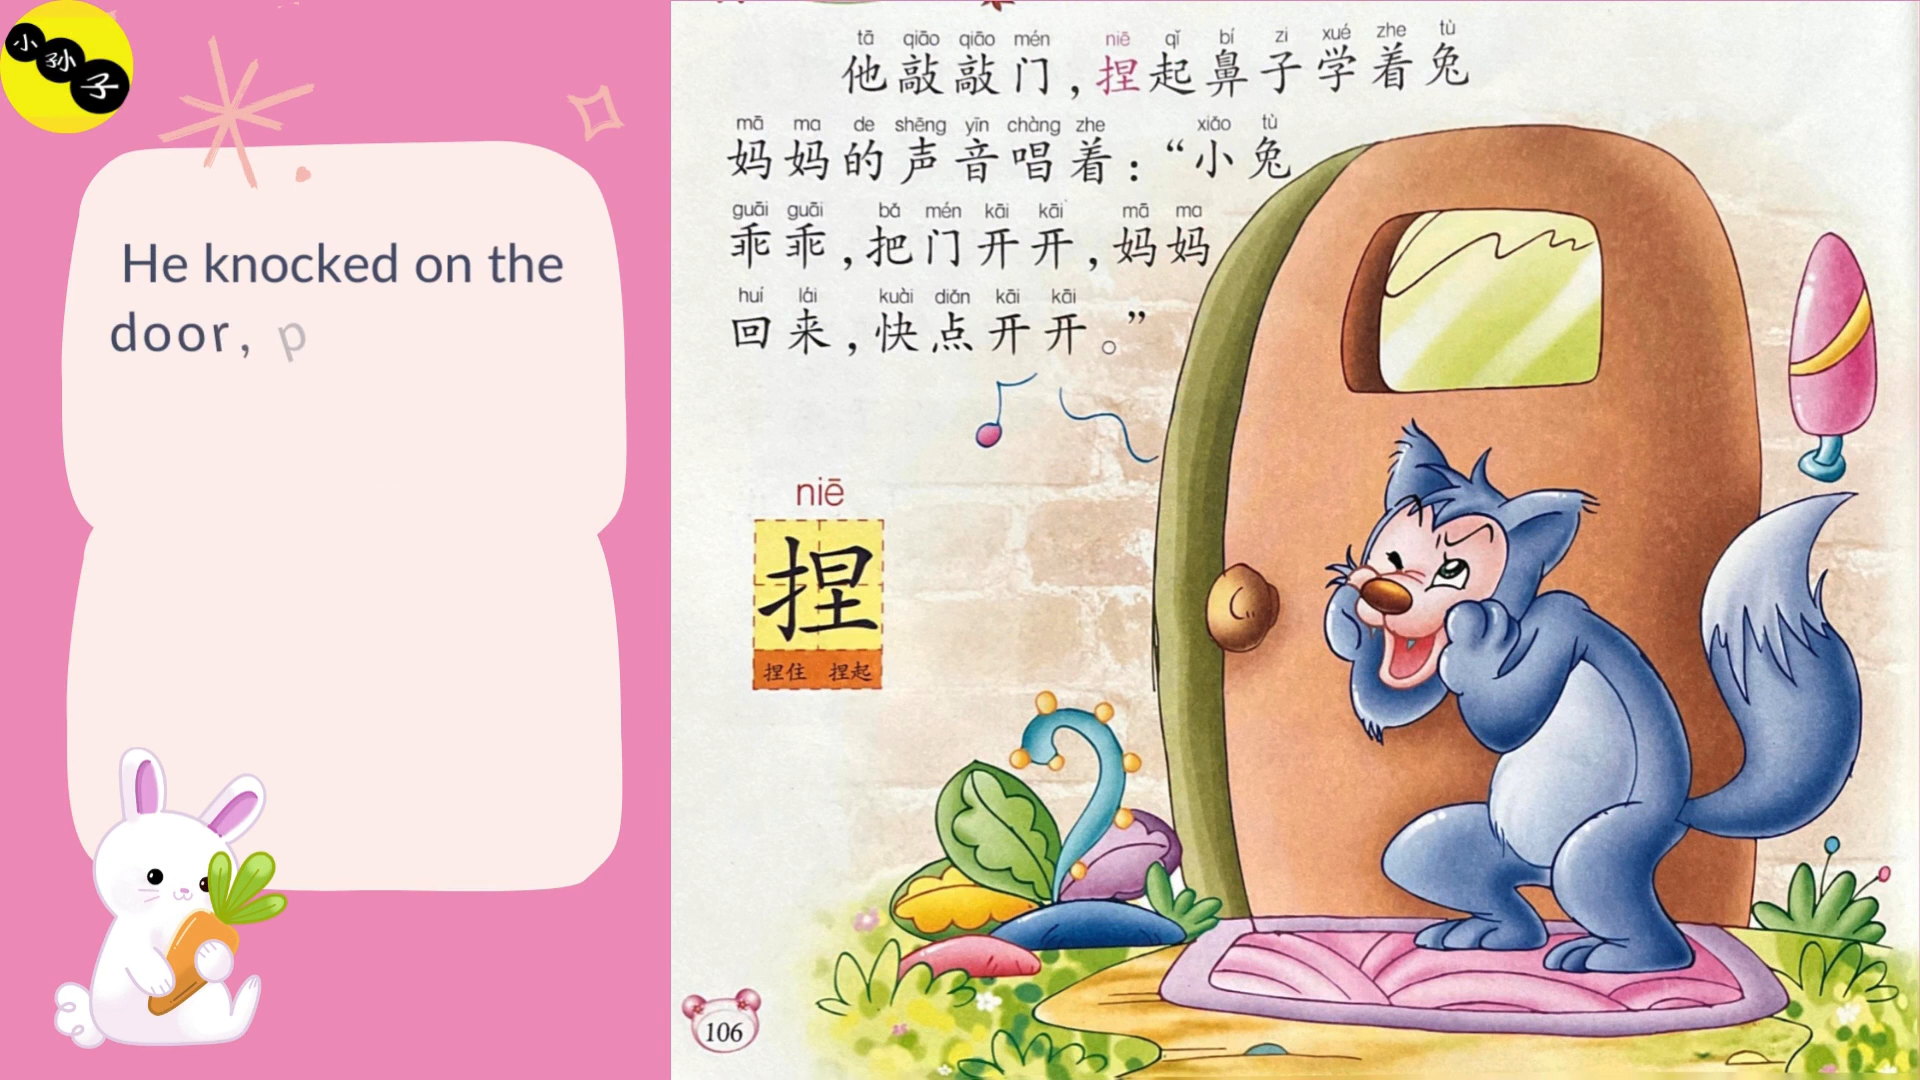 小孙子
He knocked on the
door, p
tā qiāo qiāo mén niē qǐ bí zi xué zhe tù
他敲敲门，捏起鼻子学着兔
mā ma de shēng yīn chàng zhe xiǎo tù
妈妈的声音唱着：“小兔
guāi guāi bǎ mén kāi kāi mā ma
乖乖，把门开开，妈妈
huí lái kuài diǎn kāi kāi
回来，快点开开。”
niē
捏
捏住 捏起
106